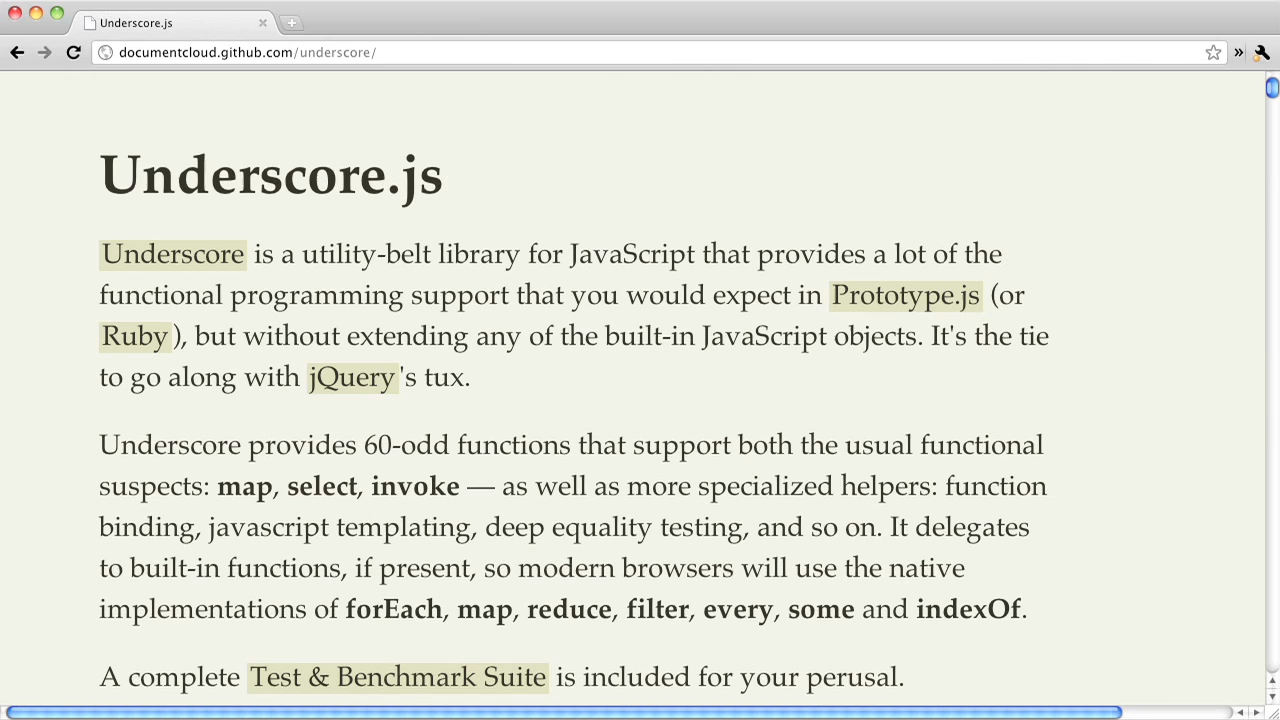 Underscore.js
documentcloud.github.com/underscore/
Underscore.js
Underscore is a utility-belt library for JavaScript that provides a lot of the
functional programming support that you would expect in Prototype.js (or
Ruby), but without extending any of the built-in JavaScript objects. It's the tie
to go along with jQuery's tux.
Underscore provides 60-odd functions that support both the usual functional
suspects: map, select, invoke — as well as more specialized helpers: function
binding, javascript templating, deep equality testing, and so on. It delegates
to built-in functions, if present, so modern browsers will use the native
implementations of forEach, map, reduce, filter, every, some and indexOf.
A complete Test & Benchmark Suite is included for your perusal.